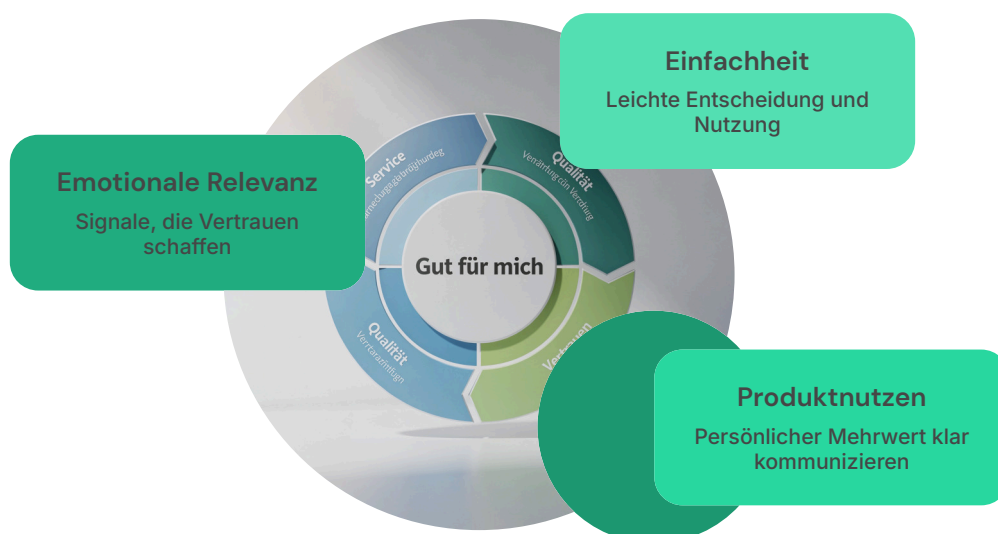 Einfachheit
Leichte Entscheidung und
Nutzung
Emotionale Relevanz
Signale, die Vertrauen
schaffen
Service
Qualität
Gut für mich
Qualität
Vertrauen
Produktnutzen
Persönlicher Mehrwert klar
kommunizieren